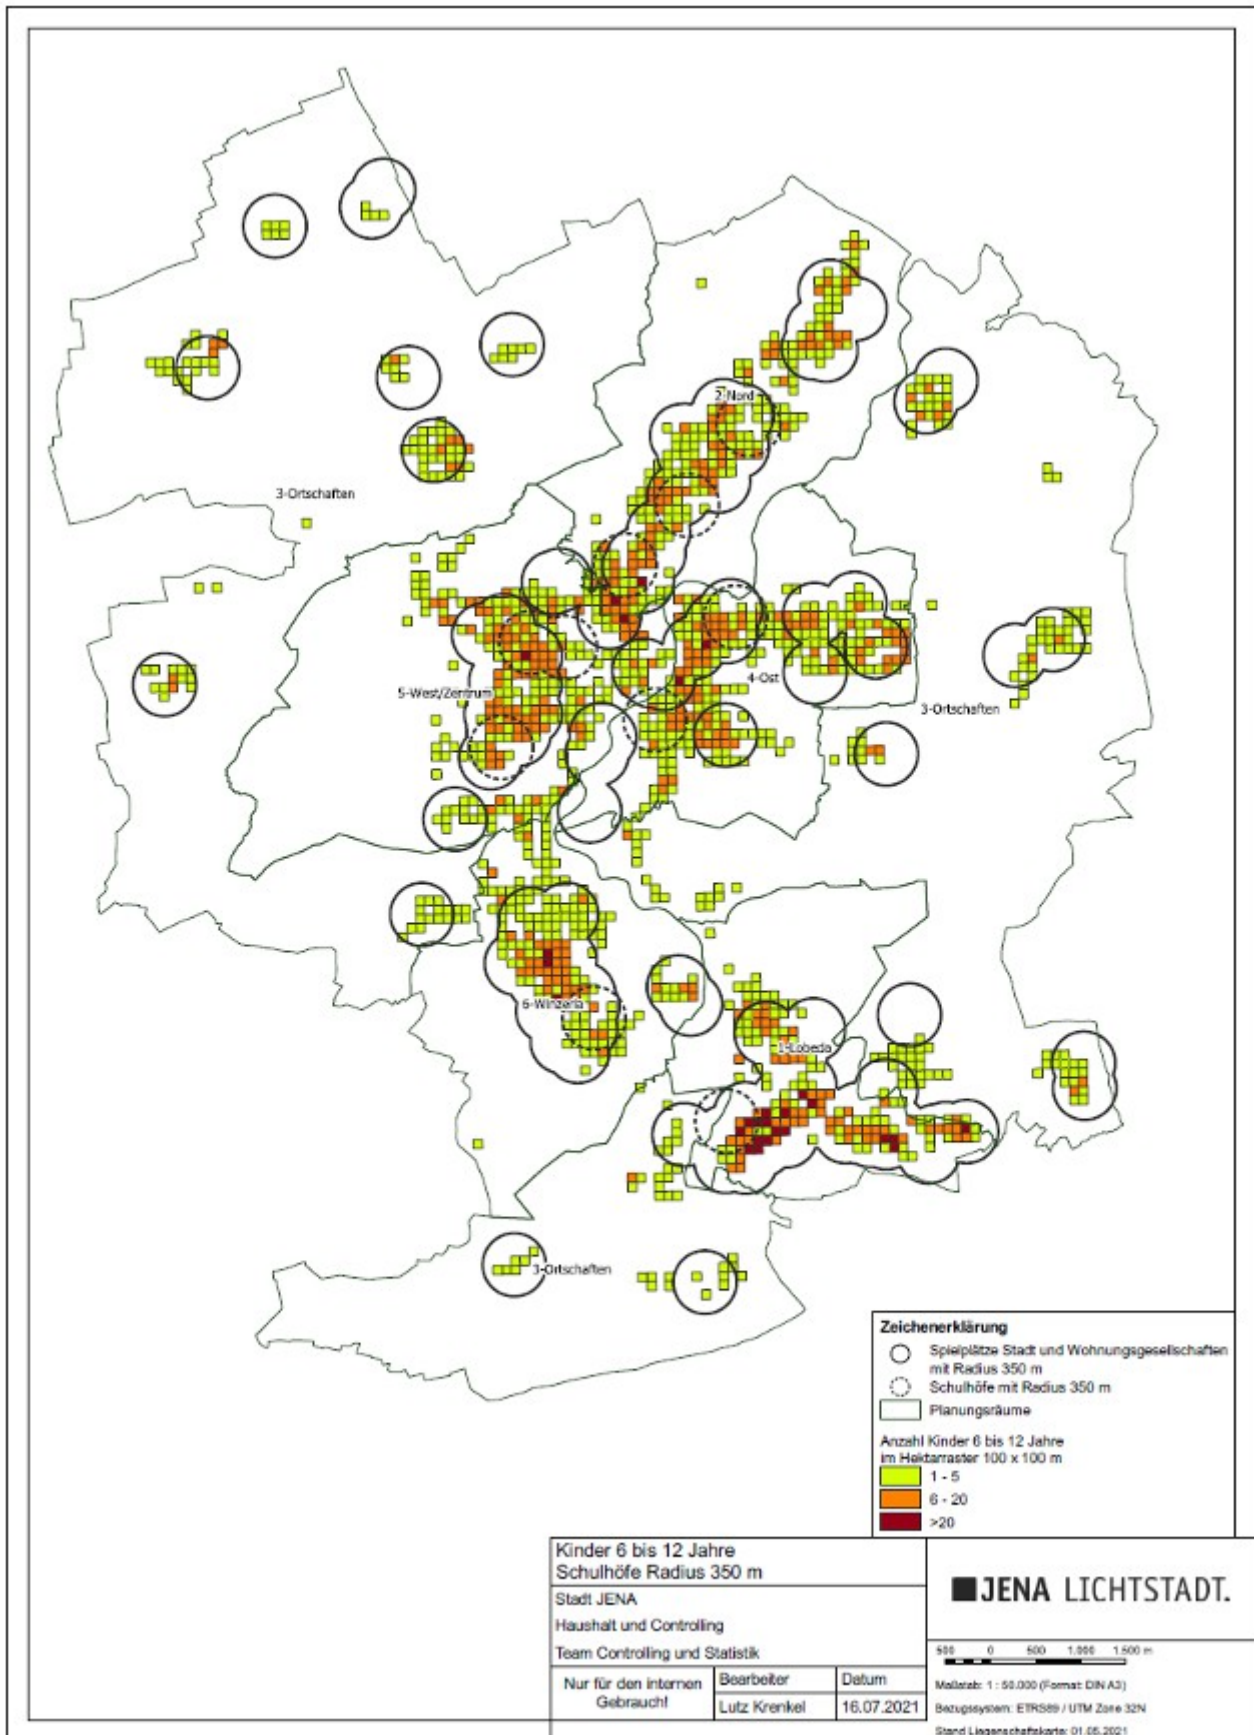 2-Nord
3-Ortschaften
5-West/Zentrum
4-Ost
3-Ortschaften
6-Winzerla
1-Lobeda
3-Ortschaften
Zeichenerklärung
Spielplätze Stadt und Wohnungsgesellschaften
mit Radius 350 m
Schulhöfe mit Radius 350 m
Planungsräume
Anzahl Kinder 6 bis 12 Jahre
im Hektarraster 100 x 100 m
1 - 5
6 - 20
>20
Kinder 6 bis 12 Jahre
Schulhöfe Radius 350 m
Stadt JENA
Haushalt und Controlling
Team Controlling und Statistik
Nur für den internen
Gebrauch!
Bearbeiter
Datum
Lutz Krenkel
16.07.2021
JENA LICHTSTADT.
500 0 500 1.000 1.500 m
Maßstab: 1 : 50.000 (Format: DIN A3)
Bezugssystem: ETRS89 / UTM Zone 32N
Stand Liegenschaftskarte: 01.05.2021